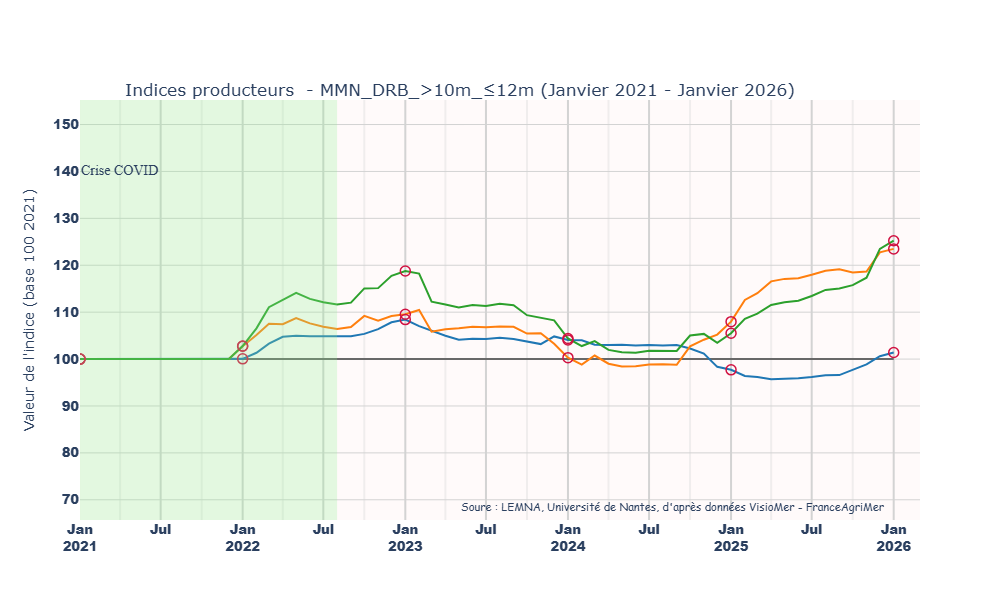 Indices producteurs  - MMN_DRB_>10m_≤12m (Janvier 2021 - Janvier 2026)
Valeur de l'indice (base 100 2021)
150
140
130
120
110
100
90
80
70
Crise COVID
Soure : LEMNA, Université de Nantes, d'après données VisioMer - FranceAgriMer
Jan Jul Jan Jul Jan Jul Jan Jul Jan Jul Jan
2021 2022 2023 2024 2025 2026